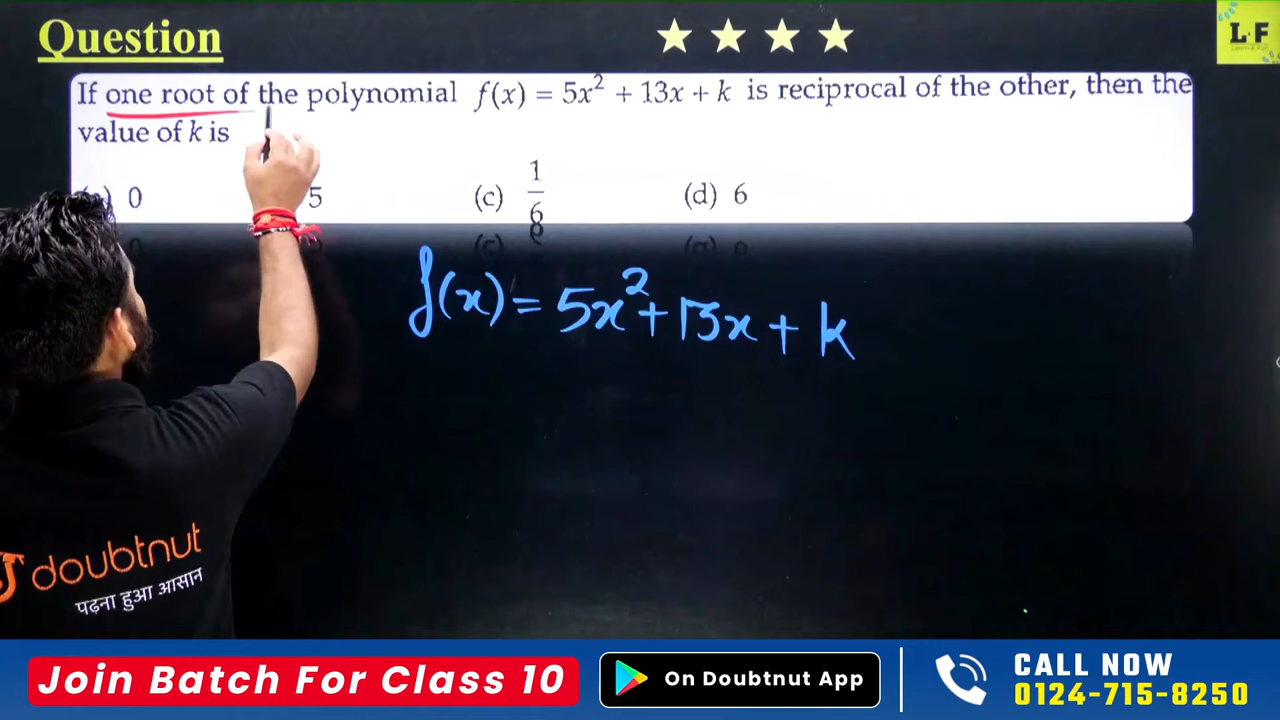 Question
L.F
If one root of the polynomial f(x) = 5x² + 13x + k is reciprocal of the other, then the
value of k is
0 5 (c) 1/6 (d) 6
f(x) = 5x² + 13x + k
doubtnut
पढ़ना हुआ आसान
Join Batch For Class 10
On Doubtnut App
CALL NOW
0124-715-8250